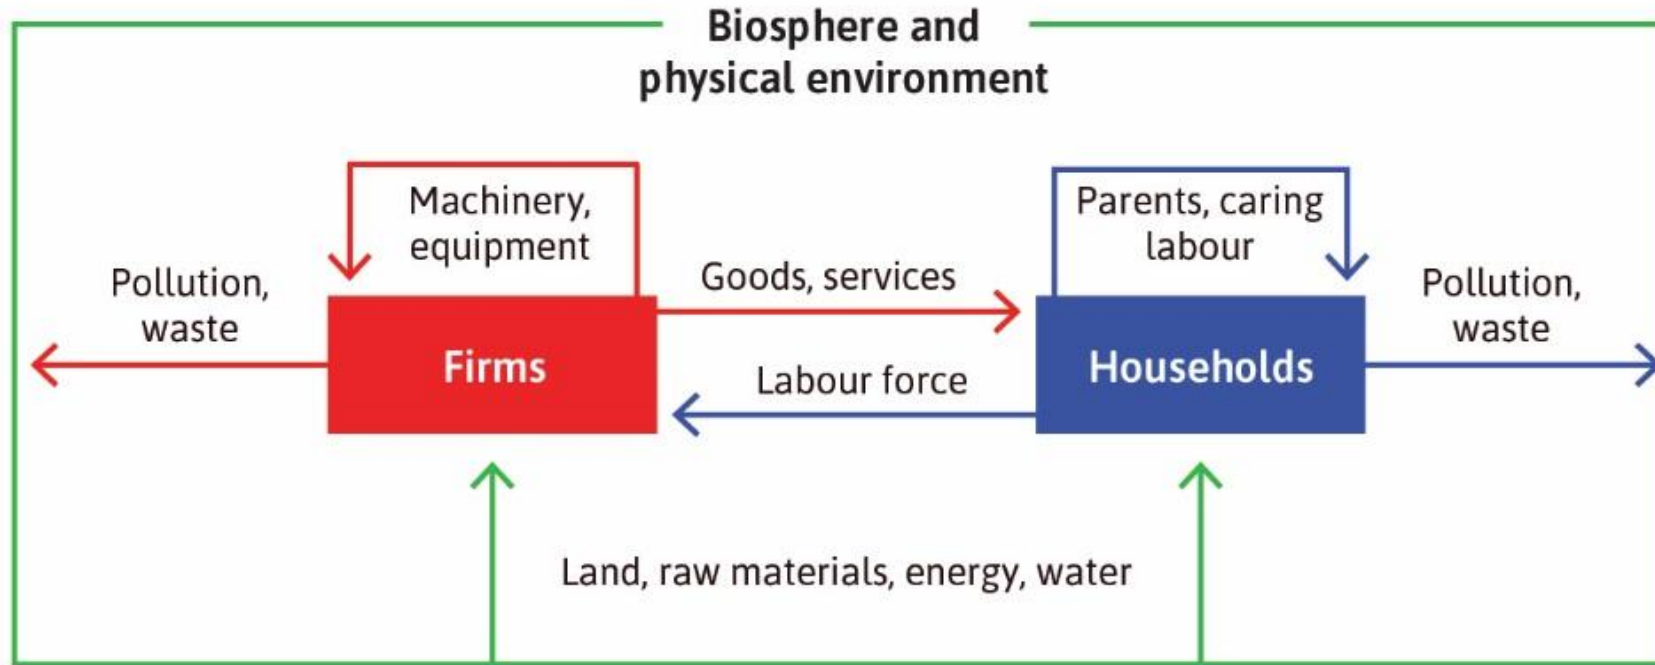 Biosphere and
physical environment
Machinery,
equipment
Parents, caring
labour
Pollution,
waste
Goods, services
Pollution,
waste
Firms
Labour force
Households
Land, raw materials, energy, water